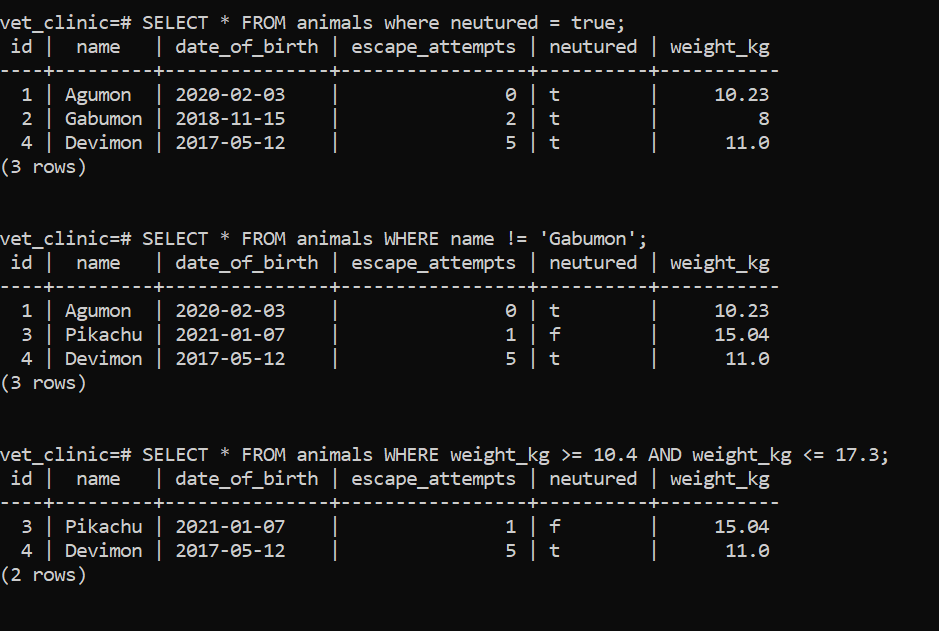 vet_clinic=# SELECT * FROM animals where neutured = true;
 id |  name   | date_of_birth | escape_attempts | neutured | weight_kg
----+---------+---------------+-----------------+----------+-----------
  1 | Agumon  | 2020-02-03    |               0 | t        |     10.23
  2 | Gabumon | 2018-11-15    |               2 | t        |         8
  4 | Devimon | 2017-05-12    |               5 | t        |      11.0
(3 rows)
vet_clinic=# SELECT * FROM animals WHERE name != 'Gabumon';
 id |  name   | date_of_birth | escape_attempts | neutured | weight_kg
----+---------+---------------+-----------------+----------+-----------
  1 | Agumon  | 2020-02-03    |               0 | t        |     10.23
  3 | Pikachu | 2021-01-07    |               1 | f        |     15.04
  4 | Devimon | 2017-05-12    |               5 | t        |      11.0
(3 rows)
vet_clinic=# SELECT * FROM animals WHERE weight_kg >= 10.4 AND weight_kg <= 17.3;
 id |  name   | date_of_birth | escape_attempts | neutured | weight_kg
----+---------+---------------+-----------------+----------+-----------
  3 | Pikachu | 2021-01-07    |               1 | f        |     15.04
  4 | Devimon | 2017-05-12    |               5 | t        |      11.0
(2 rows)